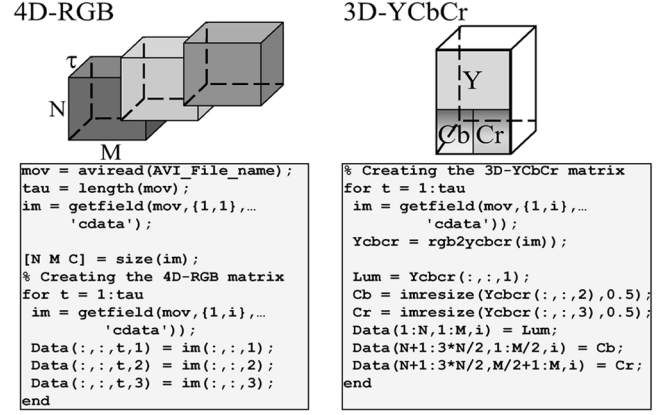 4D-RGB
τ
N
M
mov = aviread(AVI_File_name);
tau = length(mov);
im = getfield(mov,{1,1},…
'cdata');
[N M C] = size(im);
% Creating the 4D-RGB matrix
for t = 1:tau
im = getfield(mov,{1,i},…
'cdata'));
Data(:,:,t,1) = im(:,:,1);
Data(:,:,t,2) = im(:,:,2);
Data(:,:,t,3) = im(:,:,3);
end
3D-YCbCr
Y
Cb Cr
% Creating the 3D-YCbCr matrix
for t = 1:tau
im = getfield(mov,{1,i},…
'cdata'));
Ycbcr = rgb2ycbcr(im));
Lum = Ycbcr(:,:,1);
Cb = imresize(Ycbcr(:,:,2),0.5);
Cr = imresize(Ycbcr(:,:,3),0.5);
Data(1:N,1:M,i) = Lum;
Data(N+1:3*N/2,1:M/2,i) = Cb;
Data(N+1:3*N/2,M/2+1:M,i) = Cr;
end